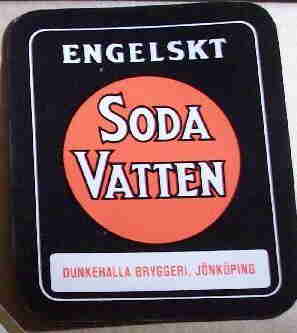 ENGELSKT
SODA
VATTEN
DUNKEHALLA BRYGGERI, JÖNKÖPING